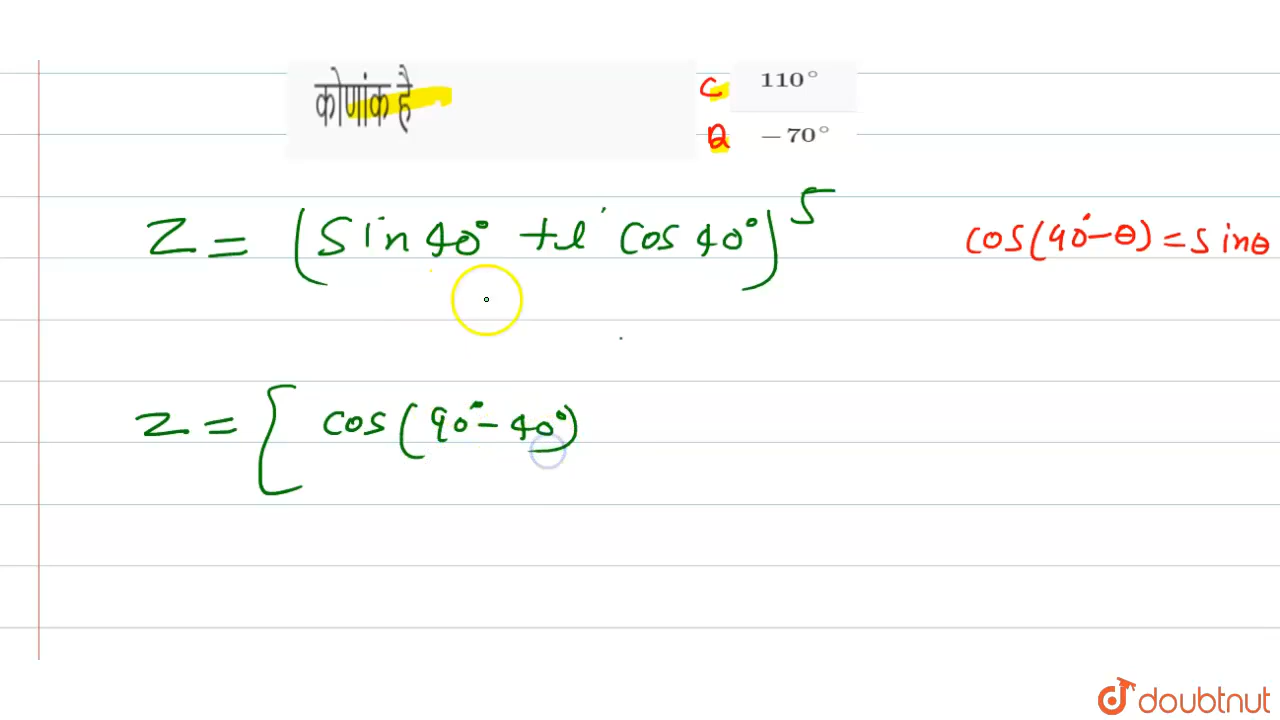 कोणांक है
C 110°
D −70°
Z = (sin 40° + i cos 40°)^5
cos(90° − θ) = sin θ
Z = { cos(90° − 40°)
doubtnut